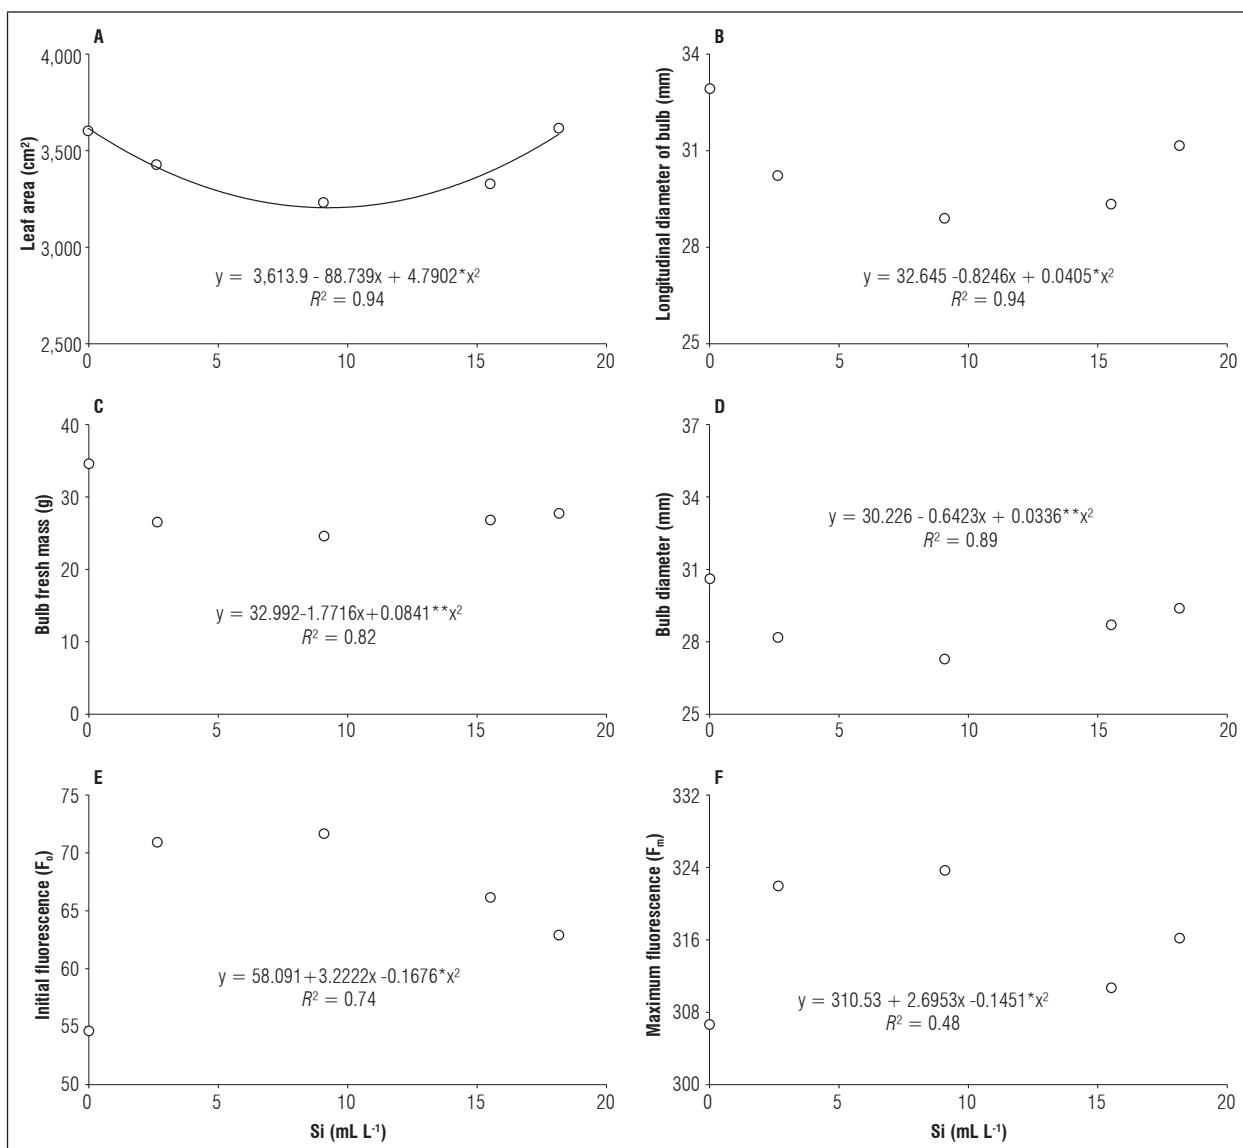 A
4,000
3,500
3,000
2,500
Leaf area (cm²)
y = 3,613.9 - 88.739x + 4.7902*x²
R² = 0.94
0 5 10 15 20
B
34
31
28
25
Longitudinal diameter of bulb (mm)
y = 32.645 -0.8246x + 0.0405*x²
R² = 0.94
0 5 10 15 20
C
40
30
20
10
0
Bulb fresh mass (g)
y = 32.992-1.7716x+0.0841**x²
R² = 0.82
0 5 10 15 20
D
37
34
31
28
25
Bulb diameter (mm)
y = 30.226 - 0.6423x + 0.0336**x²
R² = 0.89
0 5 10 15 20
E
75
70
65
60
55
50
Initial fluorescence (F₀)
y = 58.091+3.2222x -0.1676*x²
R² = 0.74
0 5 10 15 20
Si (mL L⁻¹)
F
332
324
316
308
300
Maximum fluorescence (Fₘ)
y = 310.53 + 2.6953x -0.1451*x²
R² = 0.48
0 5 10 15 20
Si (mL L⁻¹)